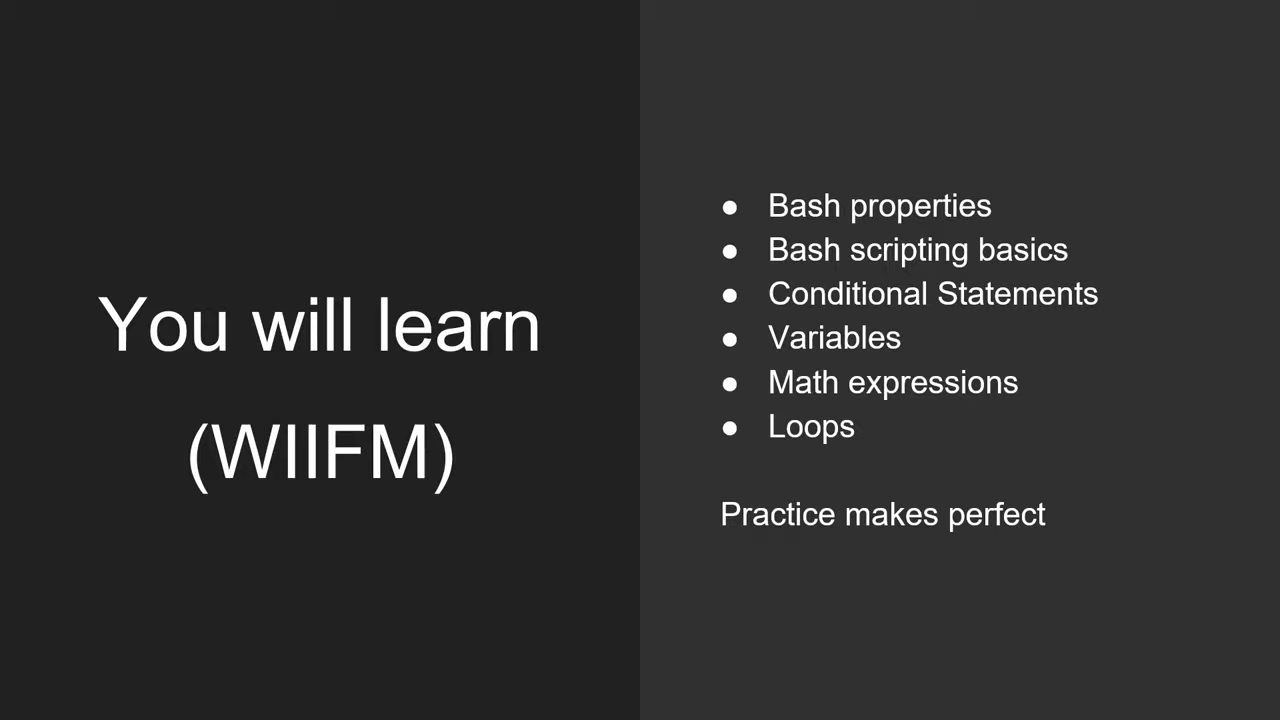 You will learn
(WIIFM)
● Bash properties
● Bash scripting basics
● Conditional Statements
● Variables
● Math expressions
● Loops
Practice makes perfect